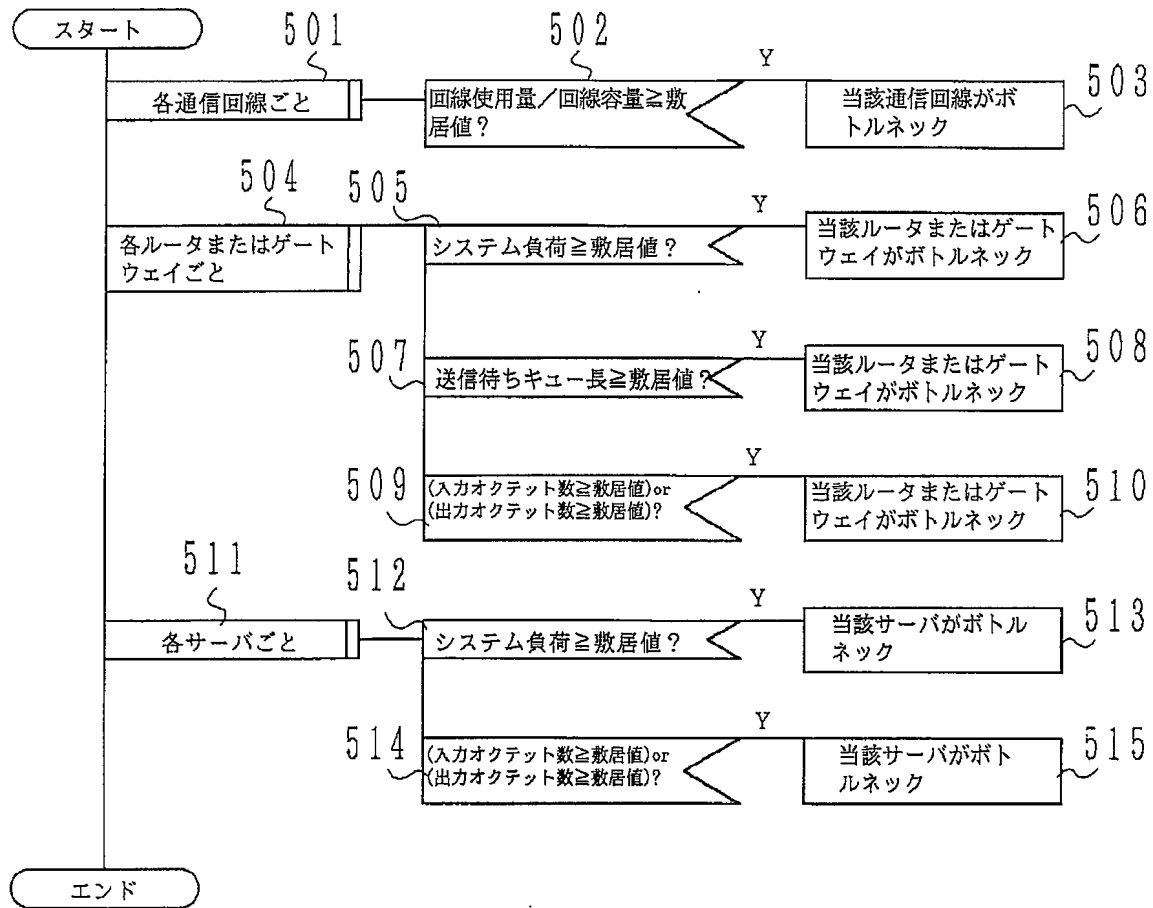 スタート
501
502
Y
各通信回線ごと
回線使用量/回線容量≧敷
居値?
当該通信回線がボ
トルネック
503
504
505
Y
各ルータまたはゲート
ウェイごと
システム負荷≧敷居値?
当該ルータまたはゲート
ウェイがボトルネック
506
507
Y
送信待ちキュー長≧敷居値?
当該ルータまたはゲート
ウェイがボトルネック
508
509
Y
(入力オクテット数≧敷居値)or
(出力オクテット数≧敷居値)?
当該ルータまたはゲート
ウェイがボトルネック
510
511
512
Y
各サーバごと
システム負荷≧敷居値?
当該サーバがボトル
ネック
513
514
Y
(入力オクテット数≧敷居値)or
(出力オクテット数≧敷居値)?
当該サーバがボト
ルネック
515
エンド